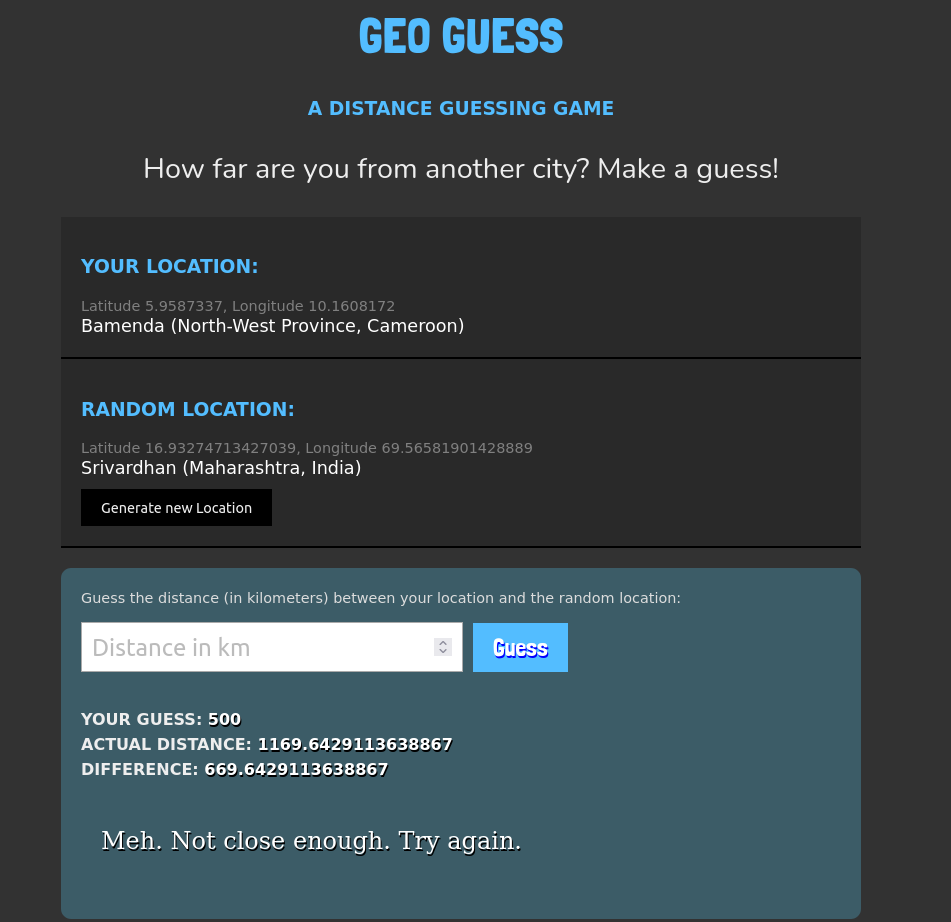 GEO GUESS
A DISTANCE GUESSING GAME
How far are you from another city? Make a guess!
YOUR LOCATION:
Latitude 5.9587337, Longitude 10.1608172
Bamenda (North-West Province, Cameroon)
RANDOM LOCATION:
Latitude 16.93274713427039, Longitude 69.56581901428889
Srivardhan (Maharashtra, India)
Generate new Location
Guess the distance (in kilometers) between your location and the random location:
Distance in km
Guess
YOUR GUESS: 500
ACTUAL DISTANCE: 1169.6429113638867
DIFFERENCE: 669.6429113638867
Meh. Not close enough. Try again.